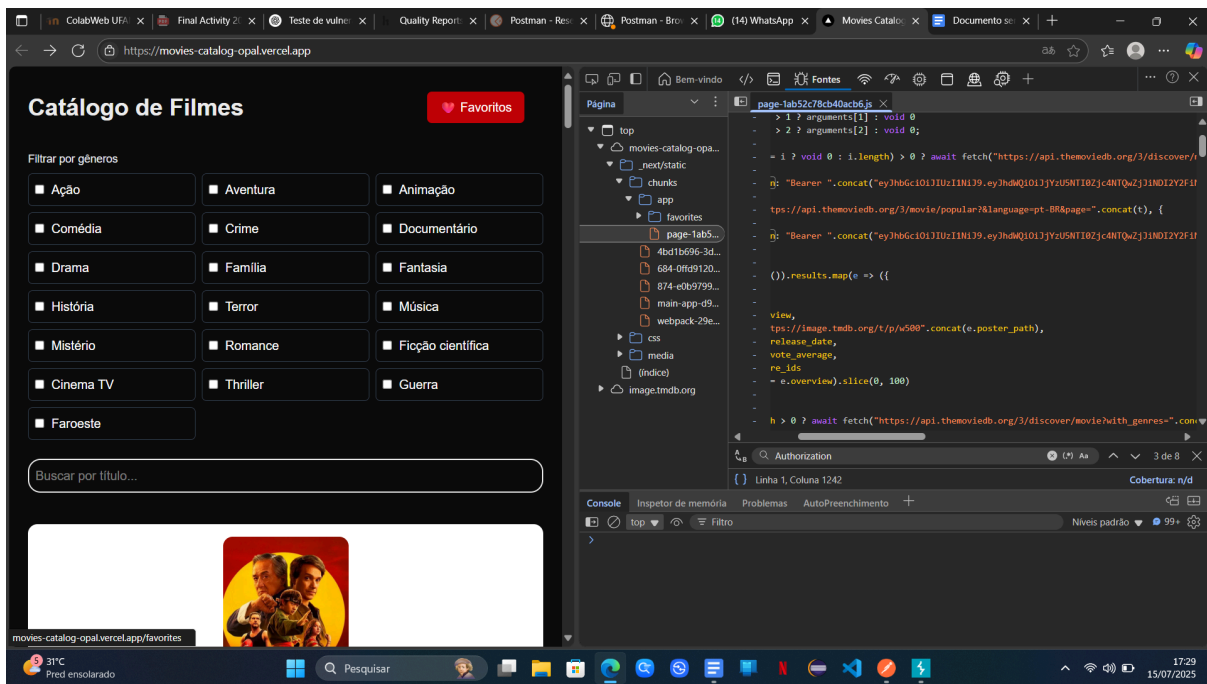 ColabWeb UFA
Final Activity 2(
Teste de vulner
Quality Report:
Postman - Rese
Postman - Brow
(14) WhatsApp
Movies Catalog
Documento se
https://movies-catalog-opal.vercel.app
Catálogo de Filmes
Favoritos
Filtrar por gêneros
Ação
Aventura
Animação
Comédia
Crime
Documentário
Drama
Família
Fantasia
História
Terror
Música
Mistério
Romance
Ficção científica
Cinema TV
Thriller
Guerra
Faroeste
Buscar por título...
movies-catalog-opal.vercel.app/favorites
Bem-vindo
Fontes
Página
top
movies-catalog-opa...
_next/static
chunks
app
favorites
page-1ab5...
4bd1b696-3d...
684-0ffd9120...
874-e0b9799...
main-app-d9...
webpack-29e...
css
media
(índice)
image.tmdb.org
page-1ab52c78cb40acb6.js
> 1 ? arguments[1] : void 0
> 2 ? arguments[2] : void 0;
= i ? void 0 : i.length) > 0 ? await fetch("https://api.themoviedb.org/3/discover/
n: "Bearer ".concat("
tps://api.themoviedb.org/3/movie/popular?&language=pt-BR&page=".concat(t), {
n: "Bearer ".concat("
()).results.map(e => ({
view,
tps://image.tmdb.org/t/p/w500".concat(e.poster_path),
release_date,
vote_average,
re_ids
= e.overview).slice(0, 100)
h > 0 ? await fetch("https://api.themoviedb.org/3/discover/movie?with_genres=".con
Authorization
(.*) Aa
3 de 8
{ } Linha 1, Coluna 1242
Cobertura: n/d
Console
Inspetor de memória
Problemas
AutoPreenchimento
top
Filtro
Níveis padrão
99+
5
31°C
Pred ensolarado
Pesquisar
17:29
15/07/2025